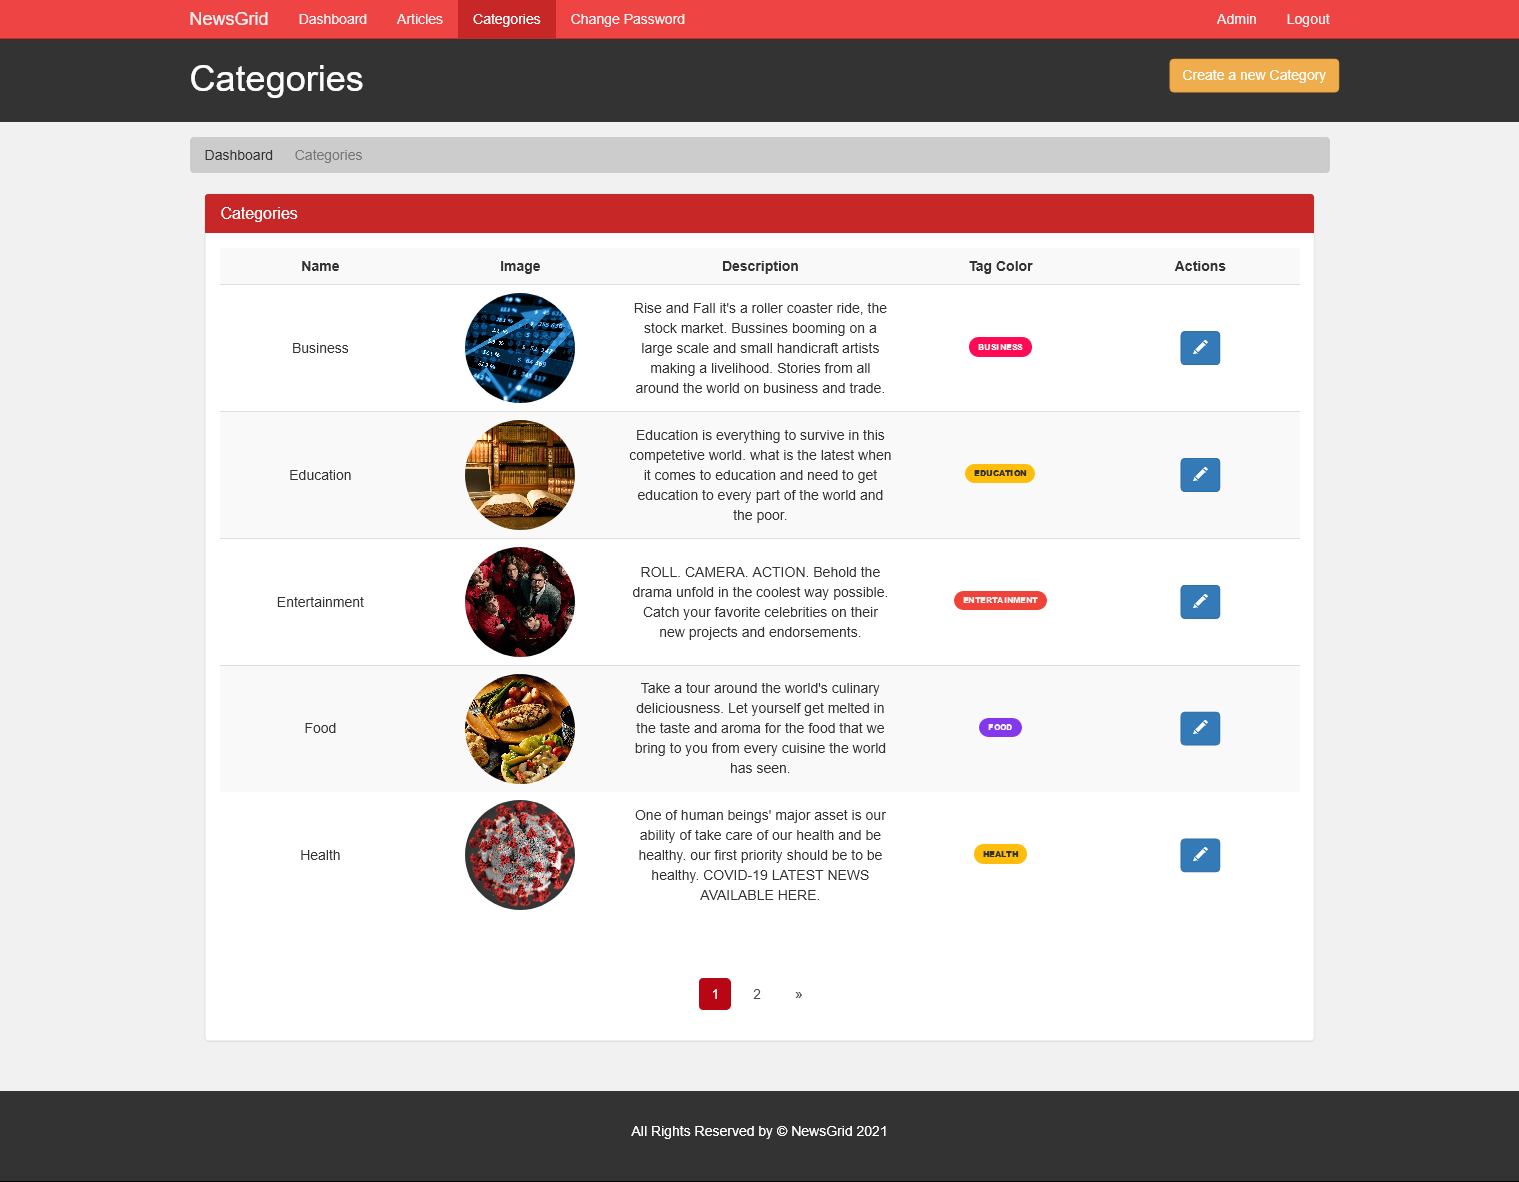 NewsGrid Dashboard Articles Categories Change Password Admin Logout
Categories
Create a new Category
Dashboard Categories
Categories
Name Image Description Tag Color Actions
Business
Rise and Fall it's a roller coaster ride, the
stock market. Bussines booming on a
large scale and small handicraft artists
making a livelihood. Stories from all
around the world on business and trade.
BUSINESS
Education
Education is everything to survive in this
competetive world. what is the latest when
it comes to education and need to get
education to every part of the world and
the poor.
EDUCATION
Entertainment
ROLL. CAMERA. ACTION. Behold the
drama unfold in the coolest way possible.
Catch your favorite celebrities on their
new projects and endorsements.
ENTERTAINMENT
Food
Take a tour around the world's culinary
deliciousness. Let yourself get melted in
the taste and aroma for the food that we
bring to you from every cuisine the world
has seen.
FOOD
Health
One of human beings' major asset is our
ability of take care of our health and be
healthy. our first priority should be to be
healthy. COVID-19 LATEST NEWS
AVAILABLE HERE.
HEALTH
1 2 »
All Rights Reserved by © NewsGrid 2021